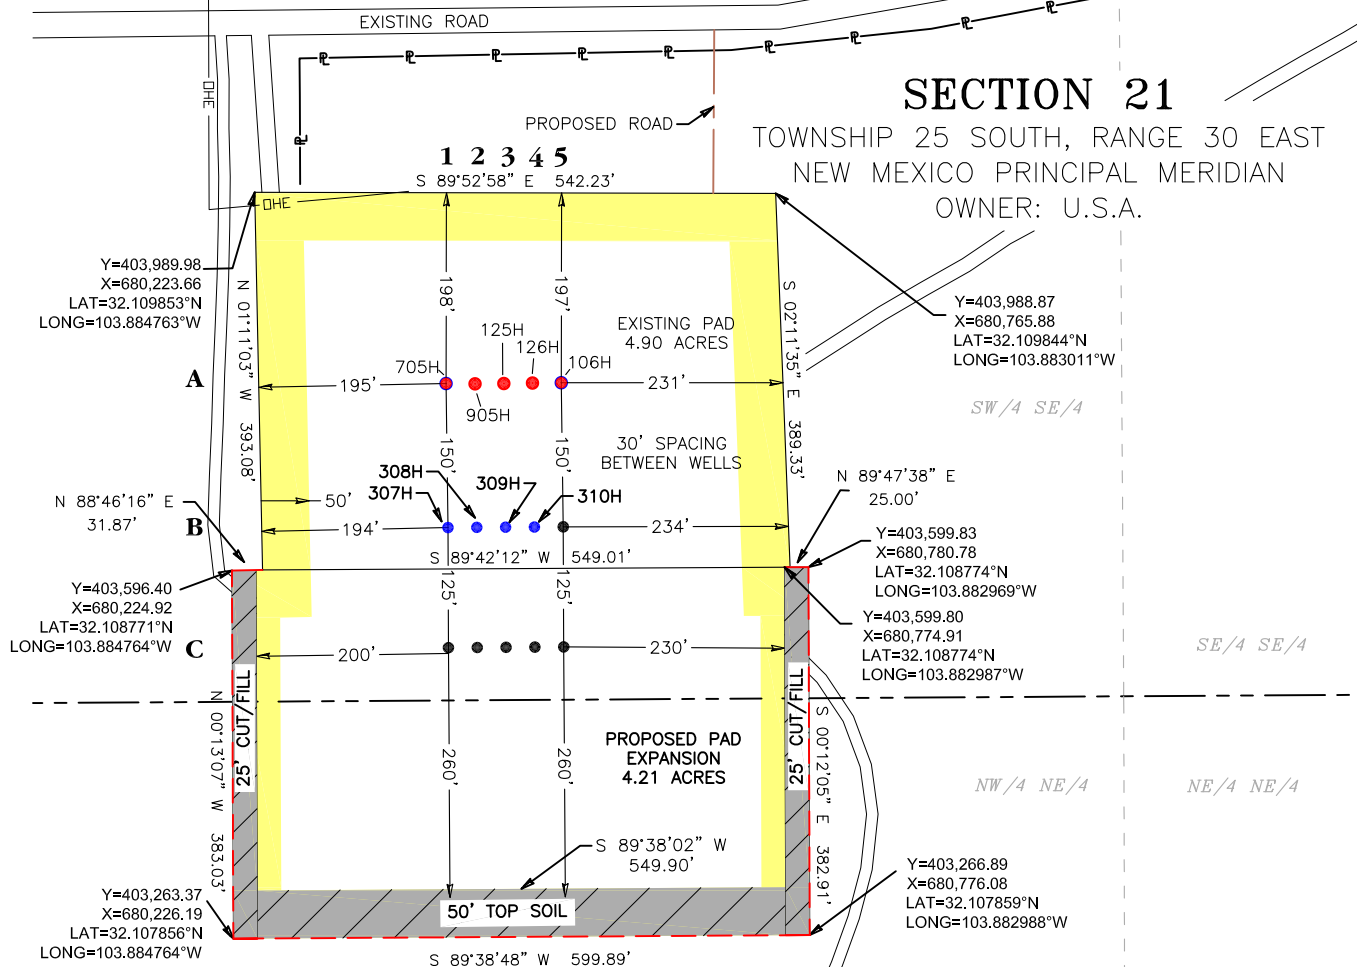 EXISTING ROAD
PL
PL
PL
PL
PL
PL
PL
PL
PL
PL
OHE
SECTION 21
PROPOSED ROAD
TOWNSHIP 25 SOUTH, RANGE 30 EAST
NEW MEXICO PRINCIPAL MERIDIAN
OWNER: U.S.A.
1 2 3 4 5
S 89°52'58" E 542.23'
OHE
Y=403,989.98
X=680,223.66
LAT=32.109853°N
LONG=103.884763°W
N 01°11'03" W 393.08'
198'
197'
S 02°11'35" E 389.33'
Y=403,988.87
X=680,765.88
LAT=32.109844°N
LONG=103.883011°W
EXISTING PAD
4.90 ACRES
125H
126H
705H
106H
905H
A
195'
231'
SW/4 SE/4
150'
150'
30' SPACING
BETWEEN WELLS
308H
309H
307H
310H
N 88°46'16" E
31.87'
50'
N 89°47'38" E
25.00'
B
194'
234'
S 89°42'12" W 549.01'
Y=403,599.83
X=680,780.78
LAT=32.108774°N
LONG=103.882969°W
Y=403,596.40
X=680,224.92
LAT=32.108771°N
LONG=103.884764°W
125'
125'
Y=403,599.80
X=680,774.91
LAT=32.108774°N
LONG=103.882987°W
C
200'
230'
SE/4 SE/4
25' CUT/FILL
25' CUT/FILL
N 00°13'07" W 383.03'
S 00°12'05" E 382.91'
260'
260'
PROPOSED PAD
EXPANSION
4.21 ACRES
NW/4 NE/4
NE/4 NE/4
S 89°38'02" W
549.90'
Y=403,263.37
X=680,226.19
LAT=32.107856°N
LONG=103.884764°W
50' TOP SOIL
Y=403,266.89
X=680,776.08
LAT=32.107859°N
LONG=103.882988°W
S 89°38'48" W 599.89'